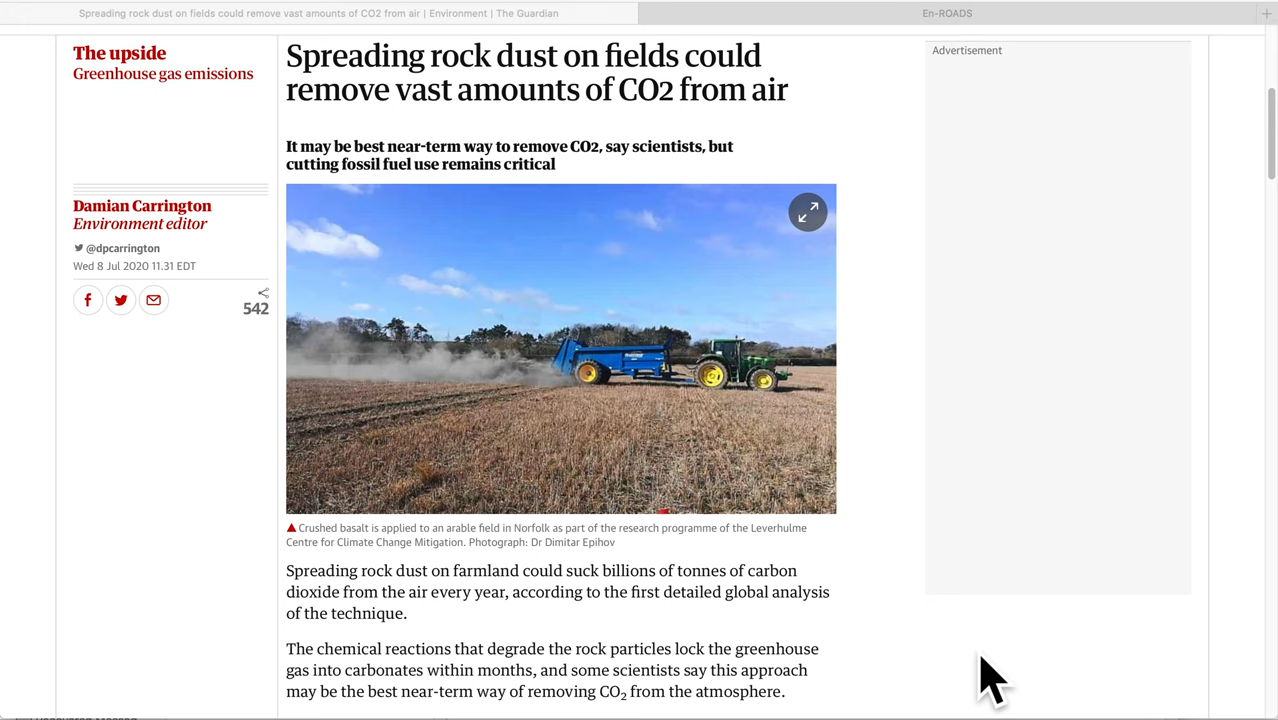 Spreading rock dust on fields could remove vast amounts of CO2 from air | Environment | The Guardian
En-ROADS
The upside
Greenhouse gas emissions
Spreading rock dust on fields could
remove vast amounts of CO2 from air
Advertisement
It may be best near-term way to remove CO2, say scientists, but
cutting fossil fuel use remains critical
Damian Carrington
Environment editor
@dpcarrington
Wed 8 Jul 2020 11.31 EDT
542
Crushed basalt is applied to an arable field in Norfolk as part of the research programme of the Leverhulme
Centre for Climate Change Mitigation. Photograph: Dr Dimitar Epihov
Spreading rock dust on farmland could suck billions of tonnes of carbon
dioxide from the air every year, according to the first detailed global analysis
of the technique.
The chemical reactions that degrade the rock particles lock the greenhouse
gas into carbonates within months, and some scientists say this approach
may be the best near-term way of removing CO2 from the atmosphere.